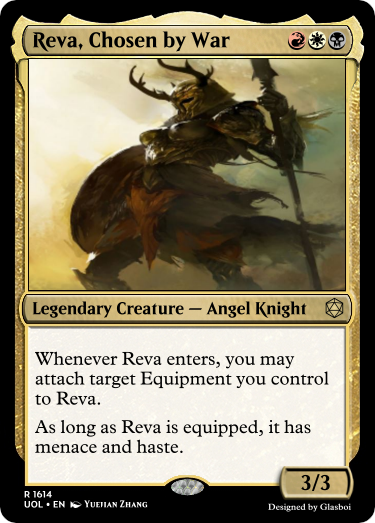 Reva, Chosen by War
Legendary Creature — Angel Knight
Whenever Reva enters, you may
attach target Equipment you control
to Reva.
As long as Reva is equipped, it has
menace and haste.
3/3
R 1614
UOL • EN Yuejian Zhang
Designed by Glasboi